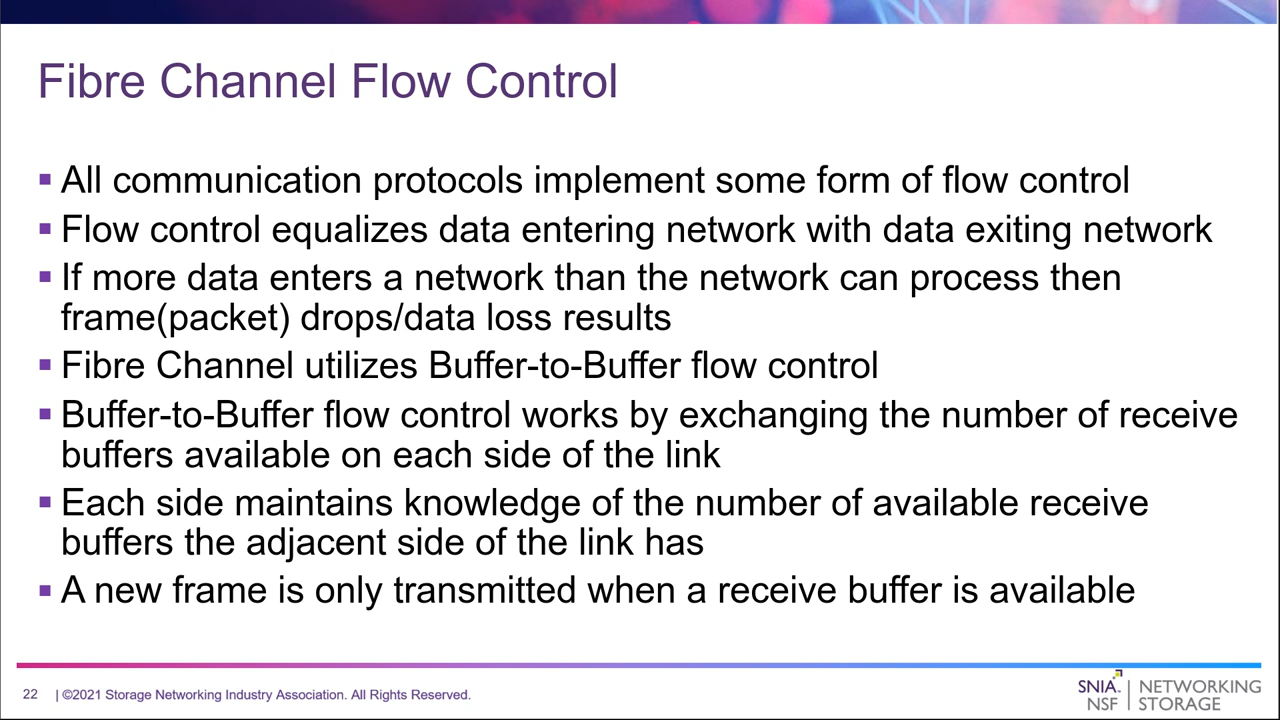 Fibre Channel Flow Control
▪ All communication protocols implement some form of flow control
▪ Flow control equalizes data entering network with data exiting network
▪ If more data enters a network than the network can process then
frame(packet) drops/data loss results
▪ Fibre Channel utilizes Buffer-to-Buffer flow control
▪ Buffer-to-Buffer flow control works by exchanging the number of receive
buffers available on each side of the link
▪ Each side maintains knowledge of the number of available receive
buffers the adjacent side of the link has
▪ A new frame is only transmitted when a receive buffer is available
22 | ©2021 Storage Networking Industry Association. All Rights Reserved.
SNIA. | NETWORKING
NSF | STORAGE